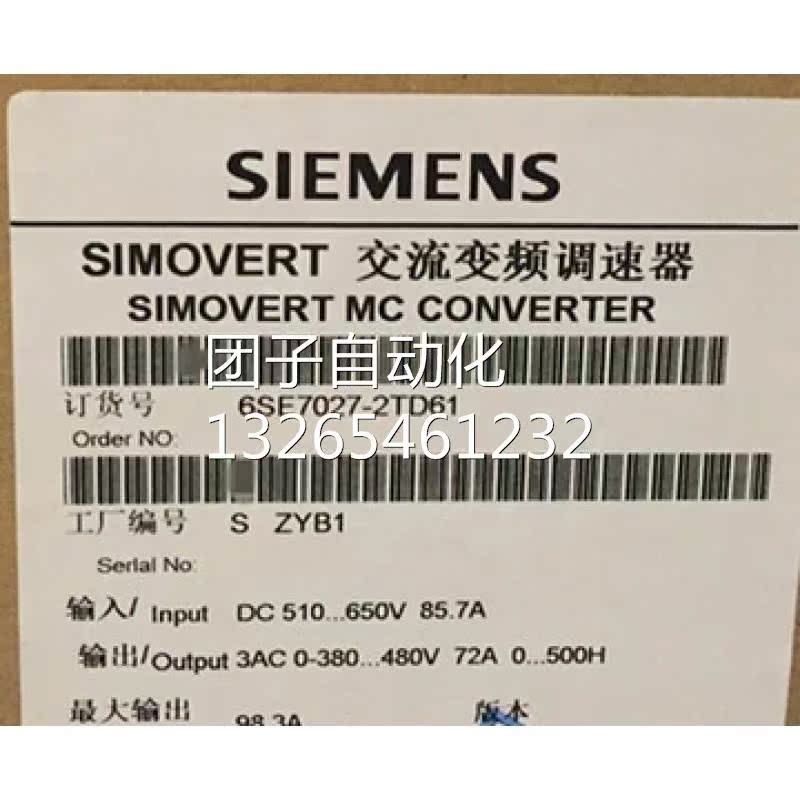 SIEMENS
SIMOVERT 交流变频调速器
SIMOVERT MC CONVERTER
团子自动化
订货号 6SE7027-2TD61
Order NO:
13265461232
工厂编号 S ZYB1
Serial No:
输入/ Input DC 510...650V 85.7A
输出/Output 3AC 0-380...480V 72A 0...500H
最大输出 98.3A 版本